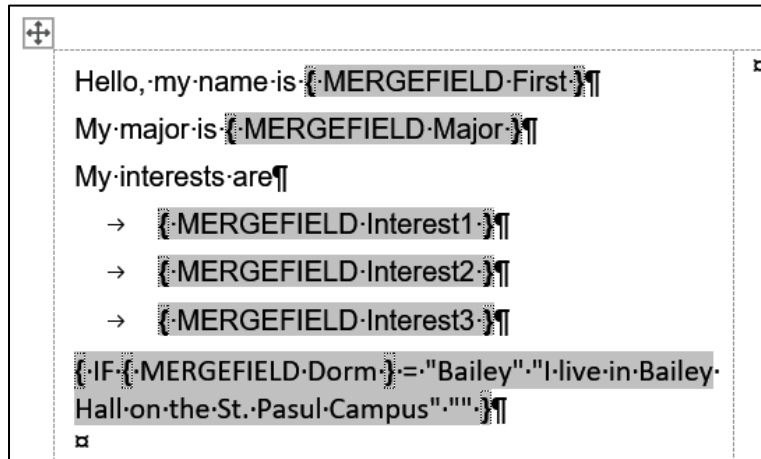 Hello, my name is { MERGEFIELD First }¶
My major is { MERGEFIELD Major }¶
My interests are¶
→ { MERGEFIELD Interest1 }¶
→ { MERGEFIELD Interest2 }¶
→ { MERGEFIELD Interest3 }¶
{ IF { MERGEFIELD Dorm } = "Bailey" "I live in Bailey
Hall on the St. Pasul Campus" "" }¶